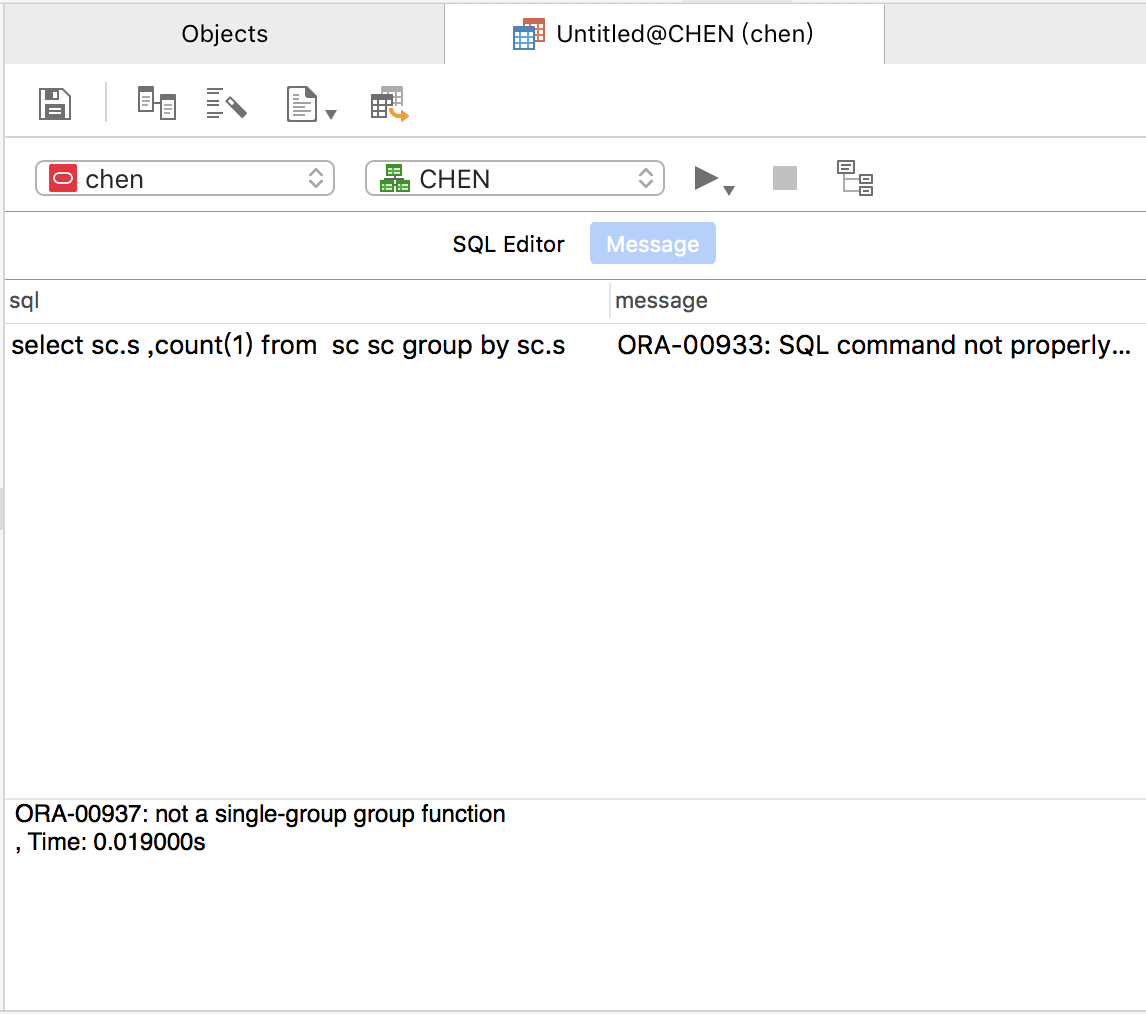 Objects
Untitled@CHEN (chen)
chen
CHEN
SQL Editor
Message
sql
message
select sc.s ,count(1) from  sc sc group by sc.s
ORA-00933: SQL command not properly...
ORA-00937: not a single-group group function
, Time: 0.019000s